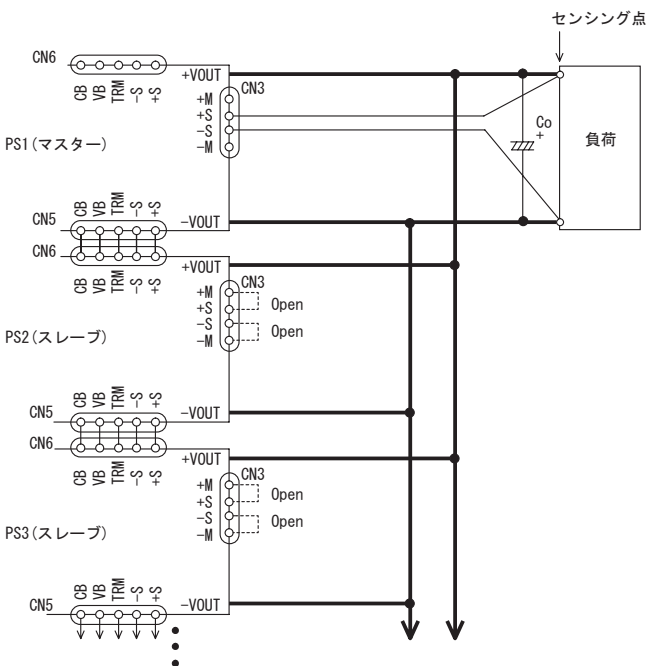 センシング点
CN6
CB VB TRM -S +S
+VOUT
CN3
+M
+S
-S
-M
PS1(マスター)
Co
+
負荷
CN5
CB VB TRM -S +S
-VOUT
CN6
CB VB TRM -S +S
+VOUT
CN3
+M
+S
-S
-M
Open
Open
PS2(スレーブ)
CN5
CB VB TRM -S +S
-VOUT
CN6
CB VB TRM -S +S
+VOUT
CN3
+M
+S
-S
-M
Open
Open
PS3(スレーブ)
CN5
CB VB TRM -S +S
-VOUT